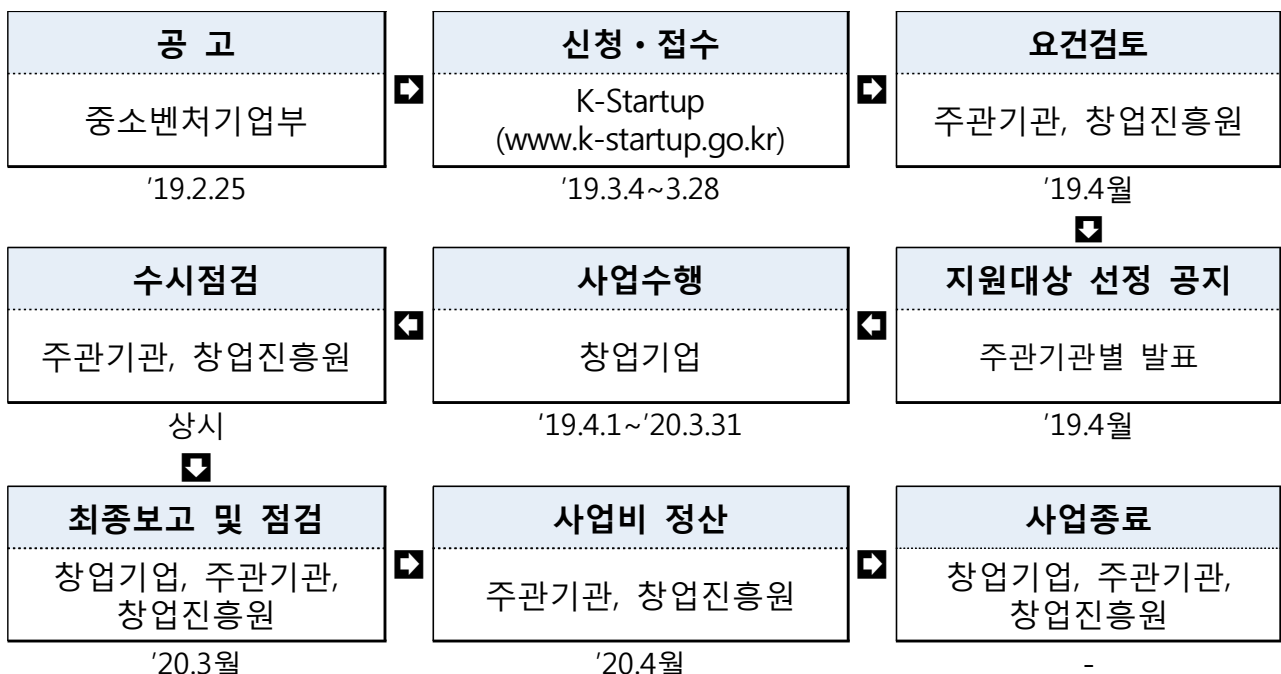 공 고
중소벤처기업부
'19.2.25
신청・접수
K-Startup
(www.k-startup.go.kr)
'19.3.4~3.28
요건검토
주관기관, 창업진흥원
'19.4월
지원대상 선정 공지
주관기관별 발표
'19.4월
사업수행
창업기업
'19.4.1~'20.3.31
수시점검
주관기관, 창업진흥원
상시
최종보고 및 점검
창업기업, 주관기관,
창업진흥원
'20.3월
사업비 정산
주관기관, 창업진흥원
'20.4월
사업종료
창업기업, 주관기관,
창업진흥원
-